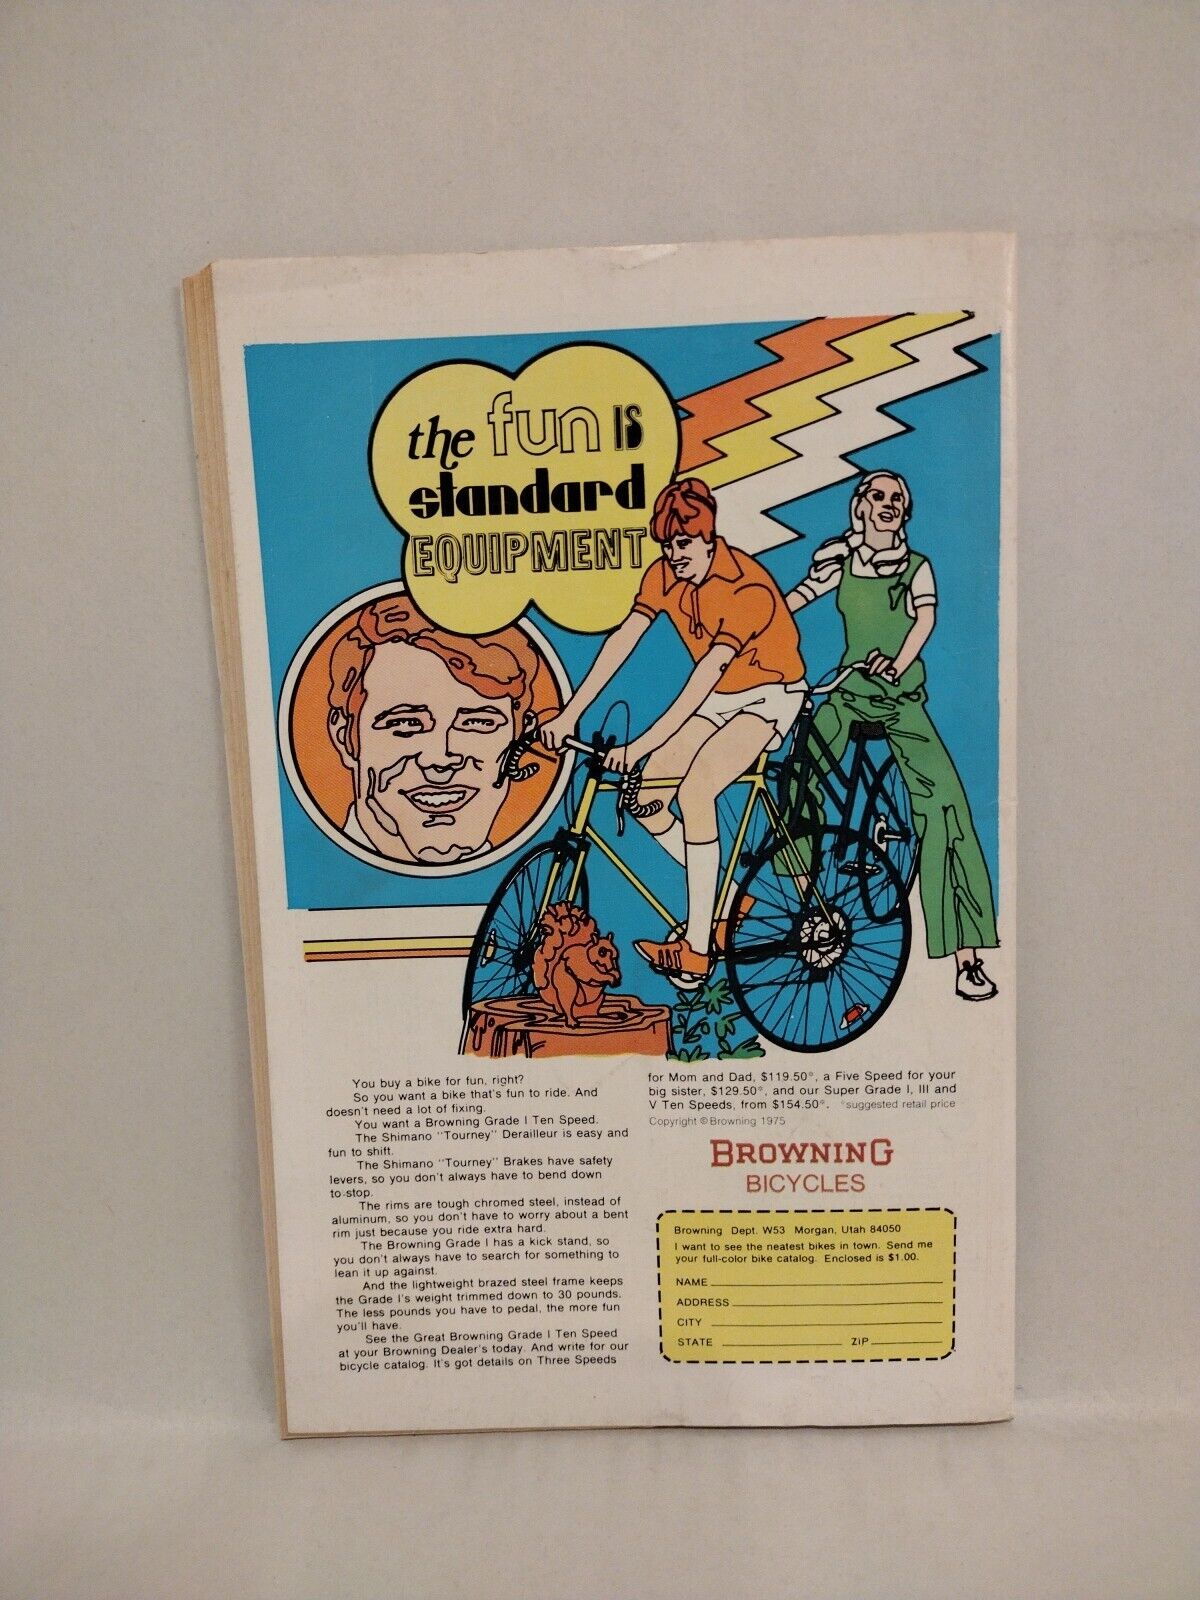 the fun IS
standard
EQUIPMENT
You buy a bike for fun, right?
So you want a bike that's fun to ride. And
doesn't need a lot of fixing.
You want a Browning Grade I Ten Speed.
The Shimano "Tourney" Derailleur is easy and
fun to shift.
The Shimano "Tourney" Brakes have safety
levers, so you don't always have to bend down
to stop.
The rims are tough chromed steel, instead of
aluminum, so you don't have to worry about a bent
rim just because you ride extra hard.
The Browning Grade I has a kick stand, so
you don't always have to search for something to
lean it up against.
And the lightweight brazed steel frame keeps
the Grade I's weight trimmed down to 30 pounds.
The less pounds you have to pedal, the more fun
you'll have.
See the Great Browning Grade I Ten Speed
at your Browning Dealer's today. And write for our
bicycle catalog. It's got details on Three Speeds
for Mom and Dad, $119.50*, a Five Speed for your
big sister, $129.50*, and our Super Grade I, III and
V Ten Speeds, from $154.50*. *suggested retail price
Copyright © Browning 1975
BROWNING
BICYCLES
Browning Dept. W53 Morgan, Utah 84050
I want to see the neatest bikes in town. Send me
your full-color bike catalog. Enclosed is $1.00.
NAME
ADDRESS
CITY
STATE ZIP